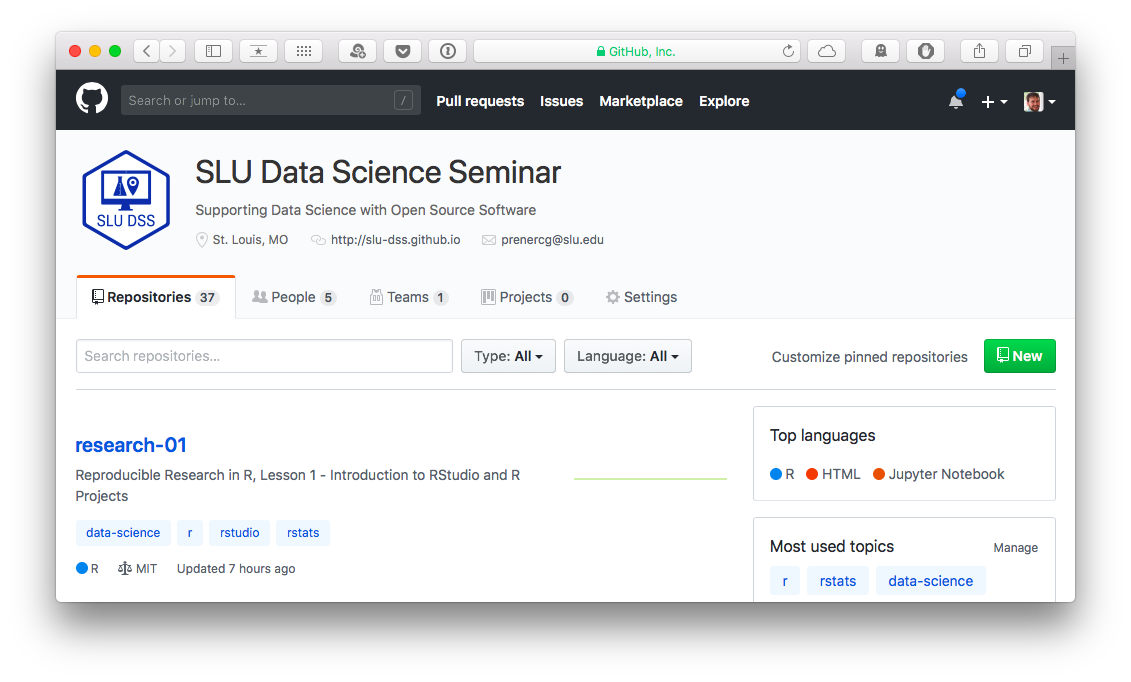 GitHub, Inc.
Search or jump to... / Pull requests Issues Marketplace Explore
SLU DSS
SLU Data Science Seminar
Supporting Data Science with Open Source Software
St. Louis, MO http://slu-dss.github.io prenercg@slu.edu
Repositories 37 People 5 Teams 1 Projects 0 Settings
Search repositories... Type: All Language: All Customize pinned repositories New
research-01
Reproducible Research in R, Lesson 1 - Introduction to RStudio and R
Projects
data-science r rstudio rstats
R MIT Updated 7 hours ago
Top languages
R HTML Jupyter Notebook
Most used topics Manage
r rstats data-science